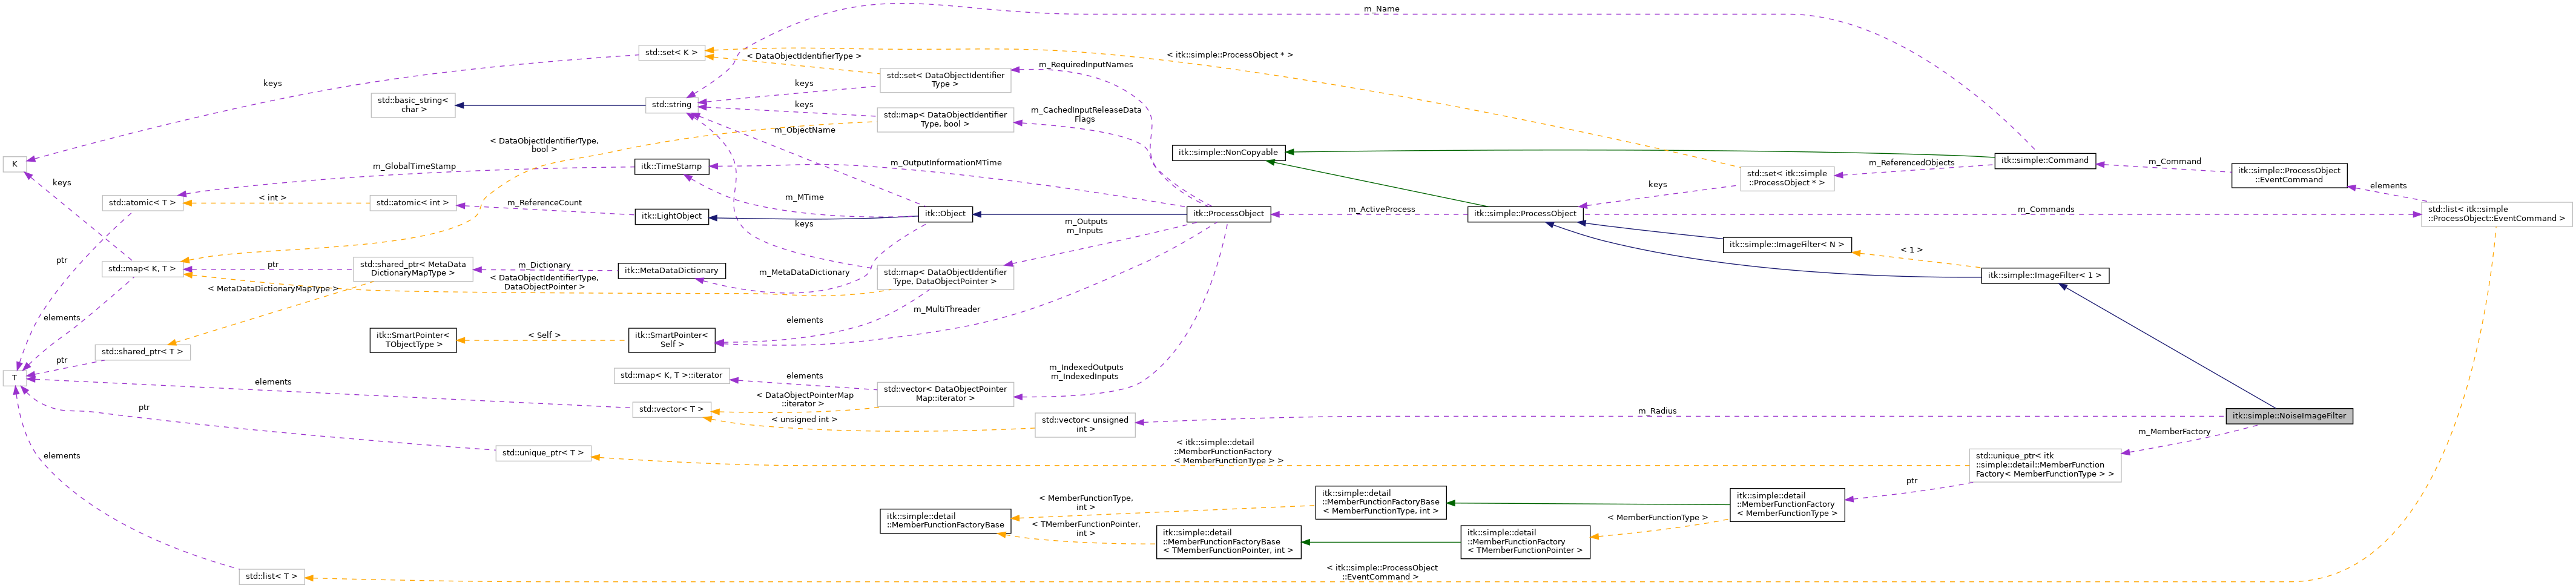 m_Name
std::set< K >
< DataObjectIdentifierType >
< itk::simple::ProcessObject * >
m_RequiredInputNames
keys
std::set< DataObjectIdentifier
Type >
keys
std::basic_string<
char >
std::string
keys
std::map< DataObjectIdentifier
Type, bool >
m_CachedInputReleaseData
Flags
m_ObjectName
< DataObjectIdentifierType,
bool >
K
m_GlobalTimeStamp
itk::TimeStamp
m_OutputInformationMTime
itk::simple::NonCopyable
itk::simple::Command
m_ReferencedObjects
m_Command
itk::simple::ProcessObject
::EventCommand
std::set< itk::simple
::ProcessObject * >
keys
keys
elements
std::atomic< T >
< int >
std::atomic< int >
m_ReferenceCount
m_MTime
itk::LightObject
itk::Object
keys
m_Outputs
m_Inputs
itk::ProcessObject
m_ActiveProcess
itk::simple::ProcessObject
m_Commands
std::list< itk::simple
::ProcessObject::EventCommand >
itk::simple::ImageFilter< N >
< 1 >
itk::simple::ImageFilter< 1 >
ptr
std::map< K, T >
ptr
std::shared_ptr< MetaData
DictionaryMapType >
m_Dictionary
itk::MetaDataDictionary
m_MetaDataDictionary
std::map< DataObjectIdentifier
Type, DataObjectPointer >
< DataObjectIdentifierType,
DataObjectPointer >
< MetaDataDictionaryMapType >
m_MultiThreader
elements
elements
itk::SmartPointer<
TObjectType >
< Self >
itk::SmartPointer<
Self >
std::shared_ptr< T >
ptr
T
elements
std::map< K, T >::iterator
elements
std::vector< DataObjectPointer
Map::iterator >
m_IndexedOutputs
m_IndexedInputs
< DataObjectPointerMap
::iterator >
ptr
std::vector< T >
< unsigned int >
std::vector< unsigned
int >
m_Radius
itk::simple::NoiseImageFilter
m_MemberFactory
elements
std::unique_ptr< T >
< itk::simple::detail
::MemberFunctionFactory
< MemberFunctionType > >
std::unique_ptr< itk
::simple::detail::MemberFunction
Factory< MemberFunctionType > >
ptr
itk::simple::detail
::MemberFunctionFactoryBase
< MemberFunctionType,
int >
itk::simple::detail
::MemberFunctionFactoryBase
< MemberFunctionType, int >
itk::simple::detail
::MemberFunctionFactory
< MemberFunctionType >
< TMemberFunctionPointer,
int >
itk::simple::detail
::MemberFunctionFactoryBase
< TMemberFunctionPointer, int >
itk::simple::detail
::MemberFunctionFactory
< TMemberFunctionPointer >
< MemberFunctionType >
std::list< T >
< itk::simple::ProcessObject
::EventCommand >